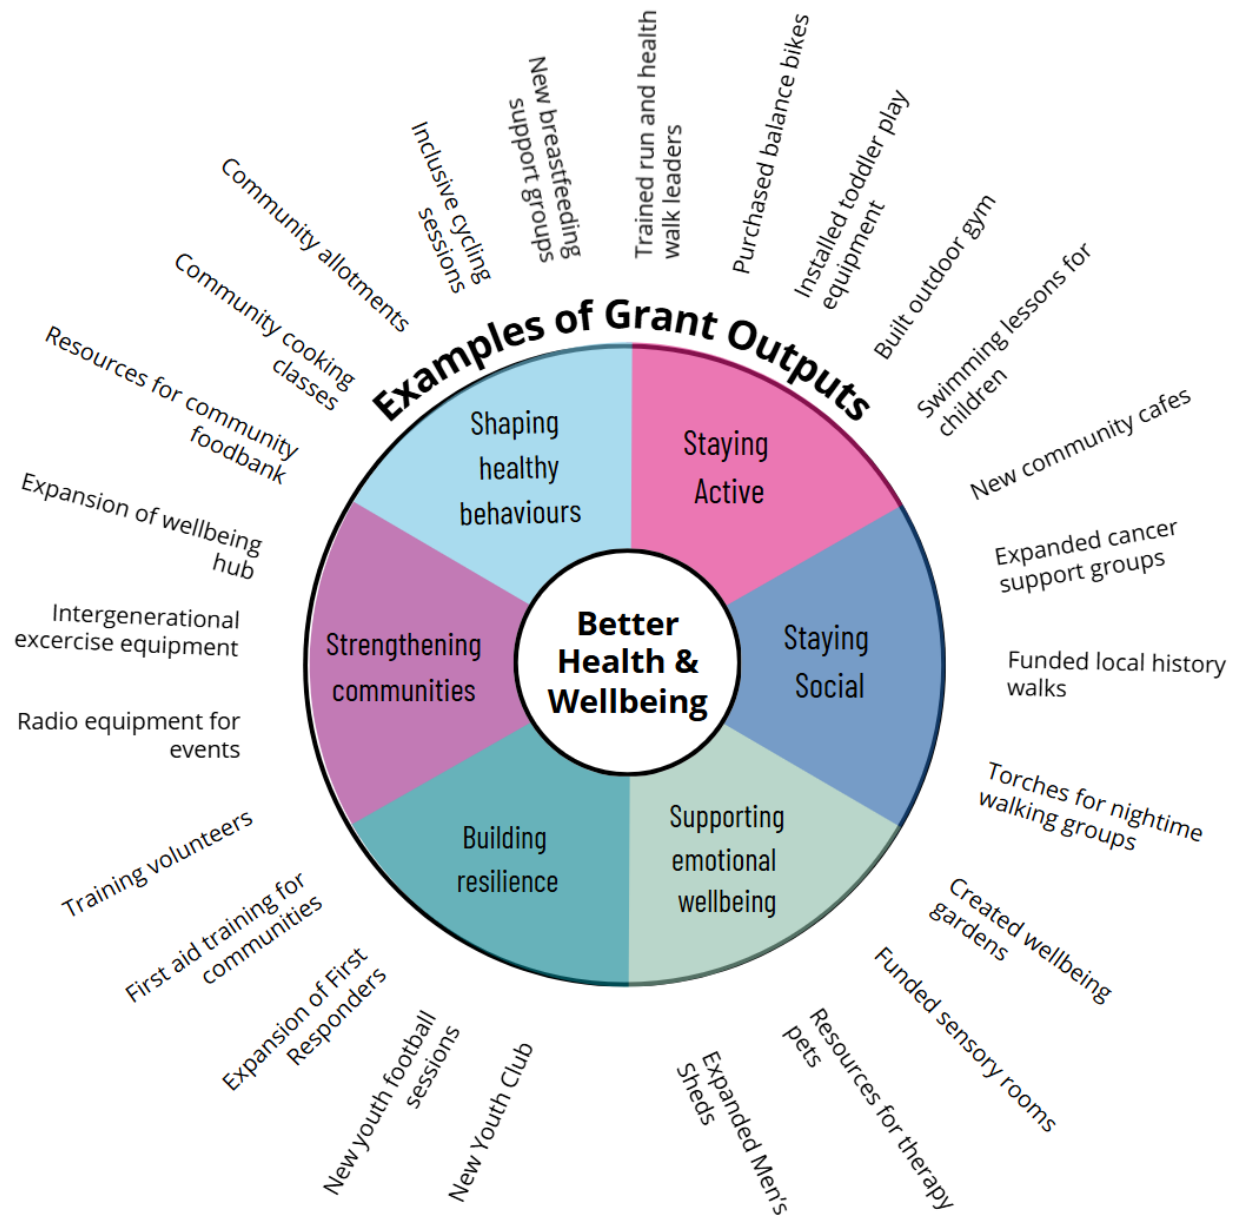 Examples of Grant Outputs
Better
Health &
Wellbeing
Staying
Active
Staying
Social
Supporting
emotional
wellbeing
Building
resilience
Strengthening
communities
Shaping
healthy
behaviours
Trained run and health
walk leaders
Purchased balance bikes
Installed toddler play
equipment
Built outdoor gym
Swimming lessons for
children
New community cafes
Expanded cancer
support groups
Funded local history
walks
Torches for nightime
walking groups
Created wellbeing
gardens
Funded sensory rooms
Resources for therapy
pets
Expanded Men's
Sheds
New Youth Club
New youth football
sessions
Expansion of First
Responders
First aid training for
communities
Training volunteers
Radio equipment for
events
Intergenerational
excercise equipment
Expansion of wellbeing
hub
Resources for community
foodbank
Community cooking
classes
Community allotments
Inclusive cycling
sessions
New breastfeeding
support groups